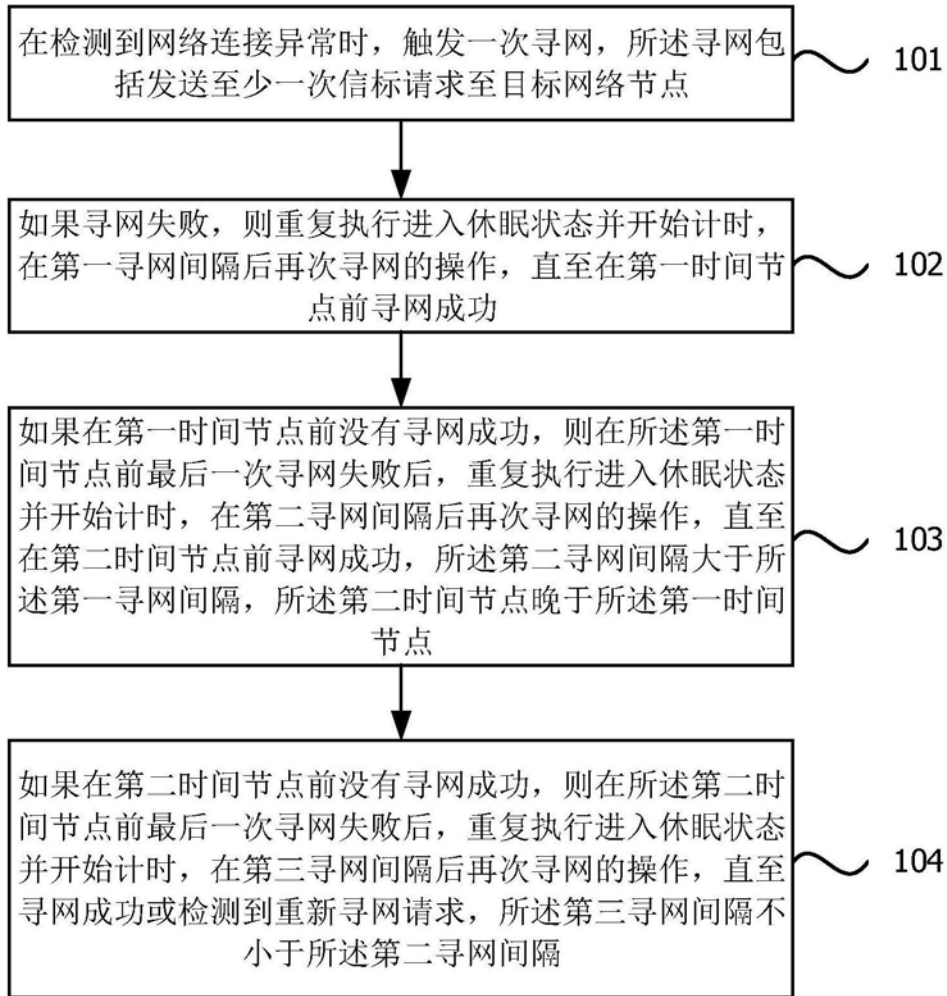 在检测到网络连接异常时，触发一次寻网，所述寻网包
括发送至少一次信标请求至目标网络节点
101
如果寻网失败，则重复执行进入休眠状态并开始计时，
在第一寻网间隔后再次寻网的操作，直至在第一时间节
点前寻网成功
102
如果在第一时间节点前没有寻网成功，则在所述第一时
间节点前最后一次寻网失败后，重复执行进入休眠状态
并开始计时，在第二寻网间隔后再次寻网的操作，直至
在第二时间节点前寻网成功，所述第二寻网间隔大于所
述第一寻网间隔，所述第二时间节点晚于所述第一时间
节点
103
如果在第二时间节点前没有寻网成功，则在所述第二时
间节点前最后一次寻网失败后，重复执行进入休眠状态
并开始计时，在第三寻网间隔后再次寻网的操作，直至
寻网成功或检测到重新寻网请求，所述第三寻网间隔不
小于所述第二寻网间隔
104